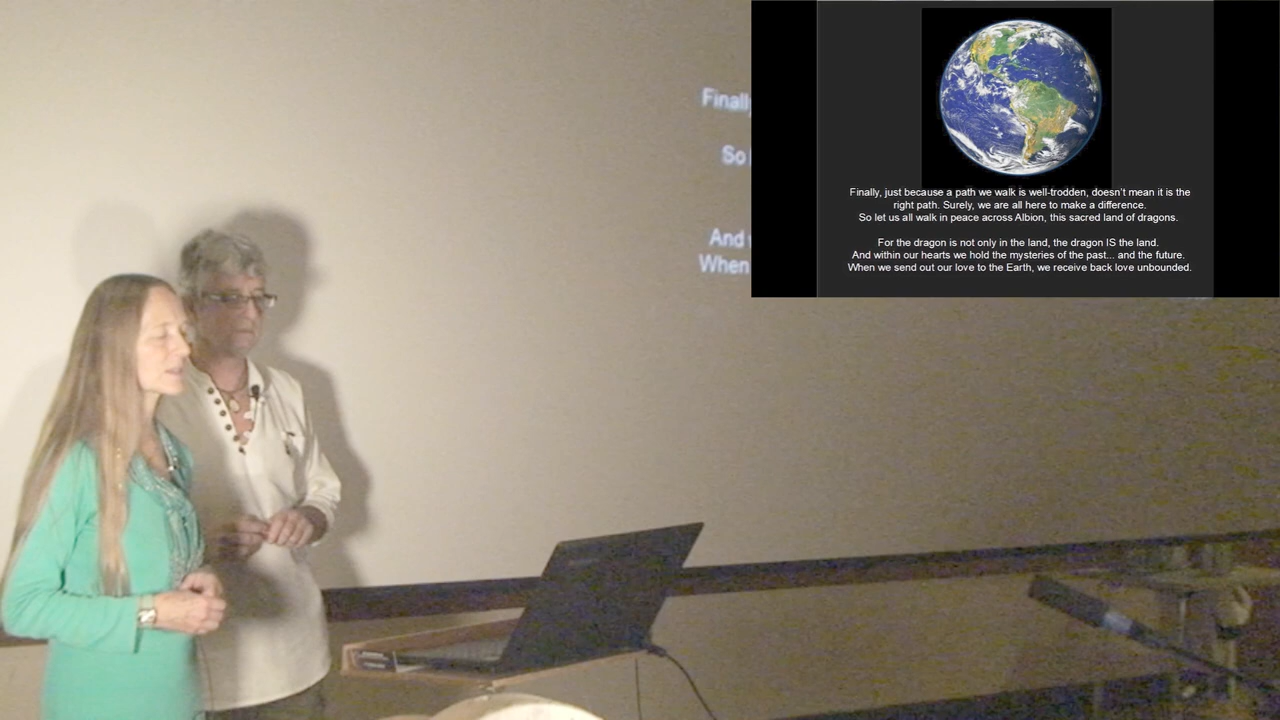 Finall
So
And
When
Finally, just because a path we walk is well-trodden, doesn't mean it is the
right path. Surely, we are all here to make a difference.
So let us all walk in peace across Albion, this sacred land of dragons.
For the dragon is not only in the land, the dragon IS the land.
And within our hearts we hold the mysteries of the past... and the future.
When we send out our love to the Earth, we receive back love unbounded.